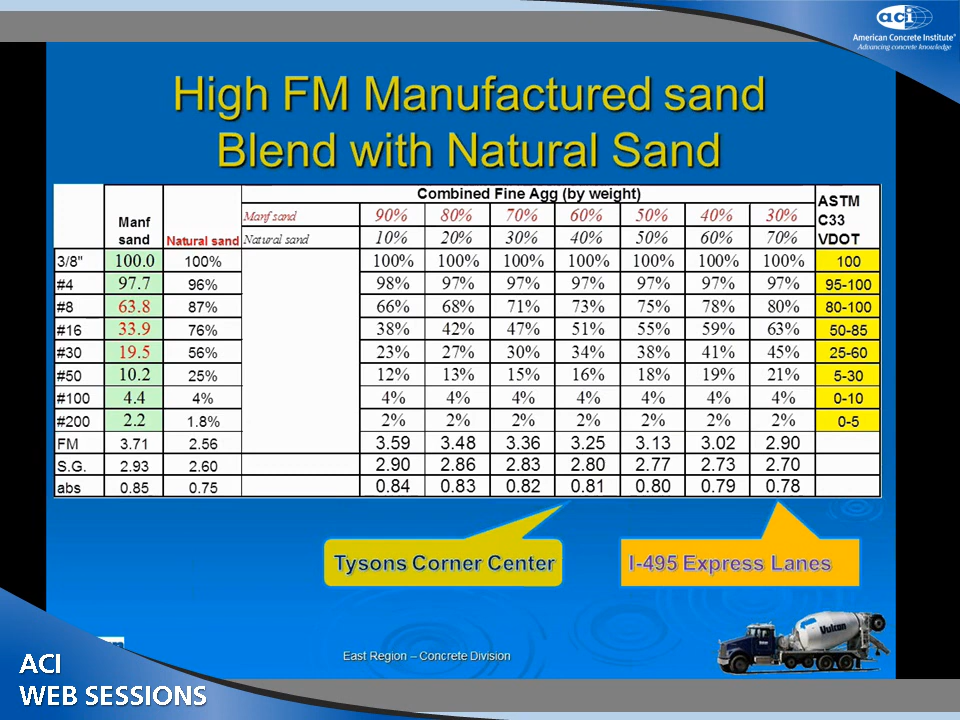 aci
American Concrete Institute®
Advancing concrete knowledge
High FM Manufactured sand
Blend with Natural Sand
Combined Fine Agg (by weight)
Manf sand Natural sand Manf sand 90% 80% 70% 60% 50% 40% 30% ASTM C33 VDOT
Natural sand 10% 20% 30% 40% 50% 60% 70%
3/8" 100.0 100% 100% 100% 100% 100% 100% 100% 100% 100
#4 97.7 96% 98% 97% 97% 97% 97% 97% 97% 95-100
#8 63.8 87% 66% 68% 71% 73% 75% 78% 80% 80-100
#16 33.9 76% 38% 42% 47% 51% 55% 59% 63% 50-85
#30 19.5 56% 23% 27% 30% 34% 38% 41% 45% 25-60
#50 10.2 25% 12% 13% 15% 16% 18% 19% 21% 5-30
#100 4.4 4% 4% 4% 4% 4% 4% 4% 4% 0-10
#200 2.2 1.8% 2% 2% 2% 2% 2% 2% 2% 0-5
FM 3.71 2.56 3.59 3.48 3.36 3.25 3.13 3.02 2.90
S.G. 2.93 2.60 2.90 2.86 2.83 2.80 2.77 2.73 2.70
abs 0.85 0.75 0.84 0.83 0.82 0.81 0.80 0.79 0.78
Tysons Corner Center
I-495 Express Lanes
Vulcan
East Region – Concrete Division
ACI
WEB SESSIONS